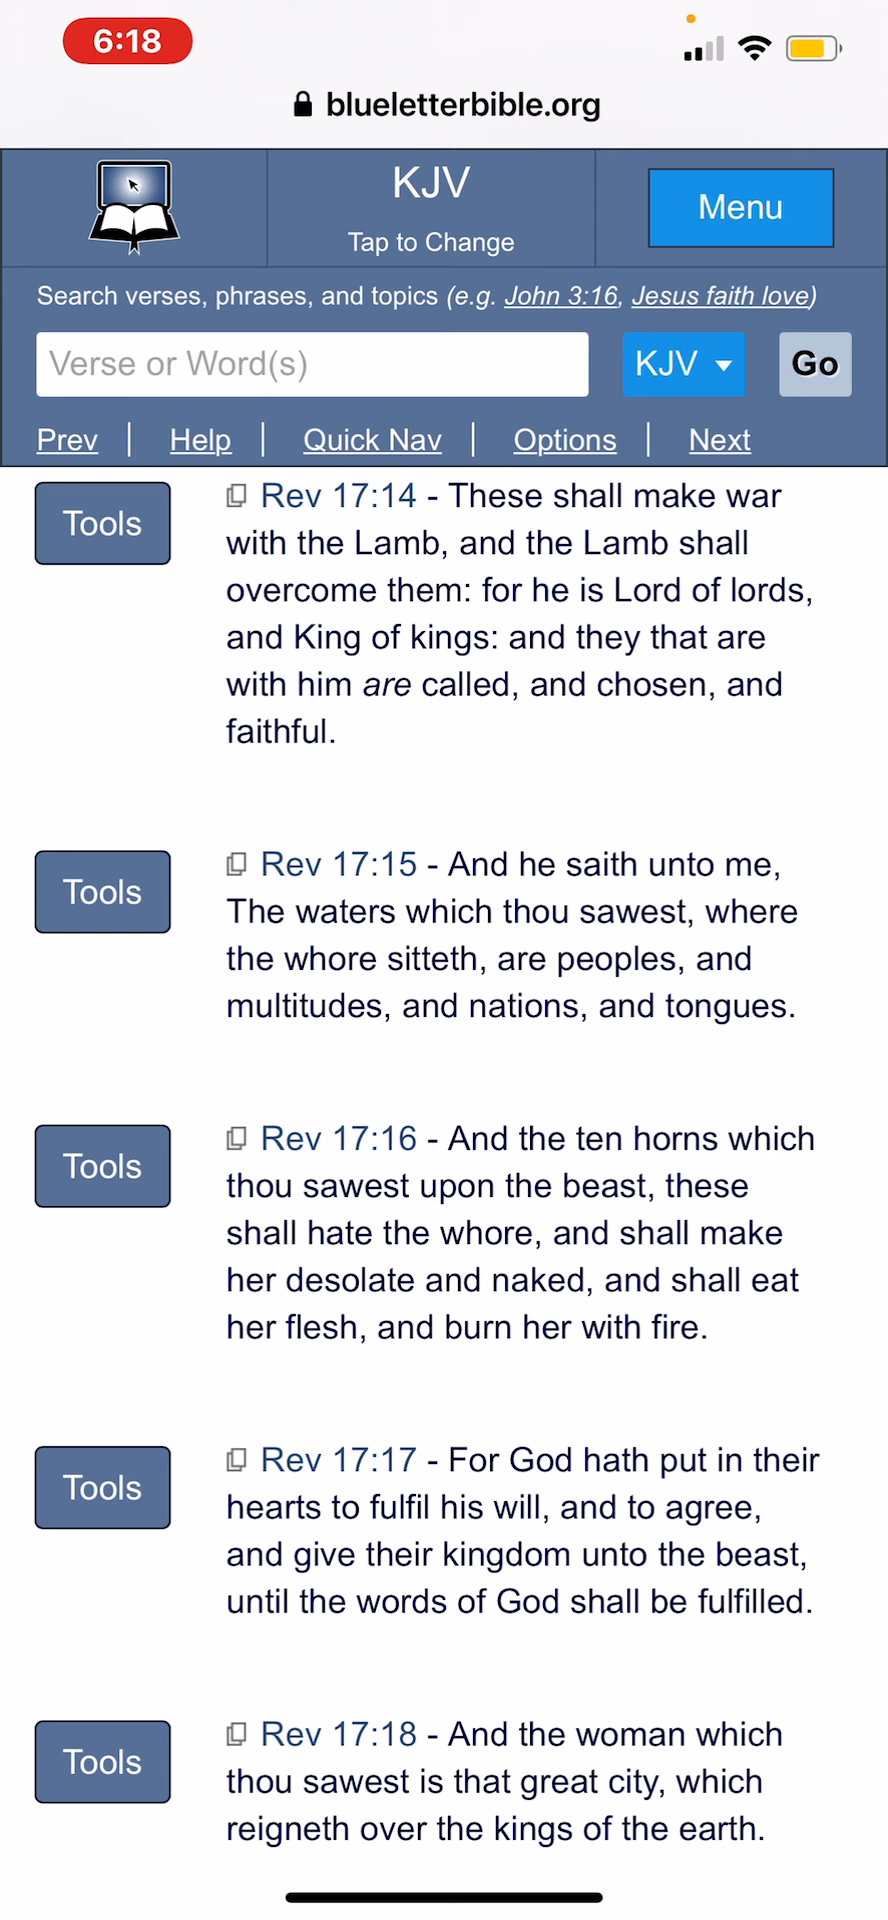 6:18
blueletterbible.org
KJV
Tap to Change
Menu
Search verses, phrases, and topics (e.g. John 3:16, Jesus faith love)
Verse or Word(s)
KJV
Go
Prev | Help | Quick Nav | Options | Next
Tools
Rev 17:14 - These shall make war
with the Lamb, and the Lamb shall
overcome them: for he is Lord of lords,
and King of kings: and they that are
with him are called, and chosen, and
faithful.
Tools
Rev 17:15 - And he saith unto me,
The waters which thou sawest, where
the whore sitteth, are peoples, and
multitudes, and nations, and tongues.
Tools
Rev 17:16 - And the ten horns which
thou sawest upon the beast, these
shall hate the whore, and shall make
her desolate and naked, and shall eat
her flesh, and burn her with fire.
Tools
Rev 17:17 - For God hath put in their
hearts to fulfil his will, and to agree,
and give their kingdom unto the beast,
until the words of God shall be fulfilled.
Tools
Rev 17:18 - And the woman which
thou sawest is that great city, which
reigneth over the kings of the earth.